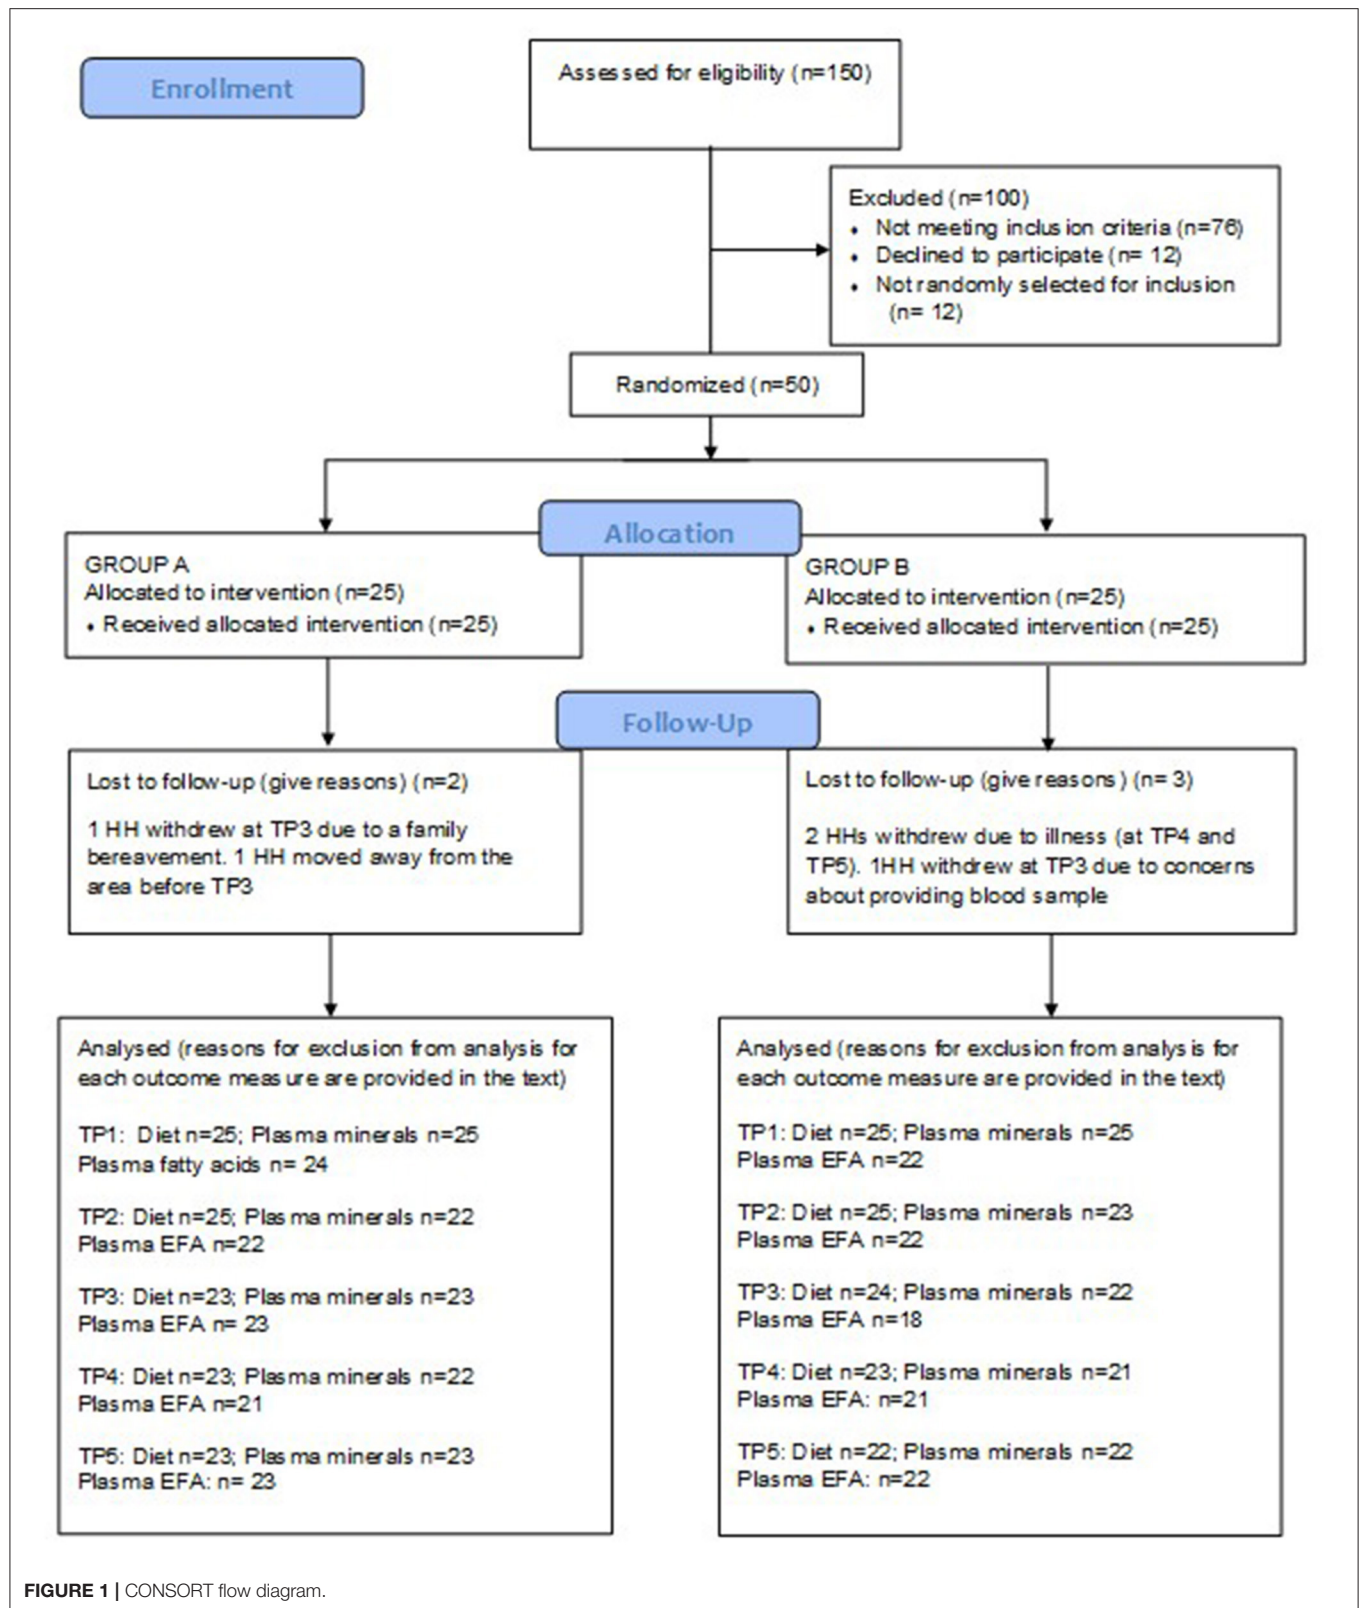 Enrollment
Assessed for eligibility (n=150)
Excluded (n=100)
• Not meeting inclusion criteria (n=76)
• Declined to participate (n= 12)
• Not randomly selected for inclusion
(n= 12)
Randomized (n=50)
Allocation
GROUP A
Allocated to intervention (n=25)
• Received allocated intervention (n=25)
GROUP B
Allocated to intervention (n=25)
• Received allocated intervention (n=25)
Follow-Up
Lost to follow-up (give reasons) (n=2)
1 HH withdrew at TP3 due to a family
bereavement. 1 HH moved away from the
area before TP3
Lost to follow-up (give reasons) (n= 3)
2 HHs withdrew due to illness (at TP4 and
TP5). 1HH withdrew at TP3 due to concerns
about providing blood sample
Analysed (reasons for exclusion from analysis for
each outcome measure are provided in the text)
TP1: Diet n=25; Plasma minerals n=25
Plasma fatty acids n= 24
TP2: Diet n=25; Plasma minerals n=22
Plasma EFA n=22
TP3: Diet n=23; Plasma minerals n=23
Plasma EFA n= 23
TP4: Diet n=23; Plasma minerals n=22
Plasma EFA n=21
TP5: Diet n=23; Plasma minerals n=23
Plasma EFA: n= 23
Analysed (reasons for exclusion from analysis for
each outcome measure are provided in the text)
TP1: Diet n=25; Plasma minerals n=25
Plasma EFA n=22
TP2: Diet n=25; Plasma minerals n=23
Plasma EFA n=22
TP3: Diet n=24; Plasma minerals n=22
Plasma EFA n=18
TP4: Diet n=23; Plasma minerals n=21
Plasma EFA: n=21
TP5: Diet n=22; Plasma minerals n=22
Plasma EFA: n=22
FIGURE 1 | CONSORT flow diagram.